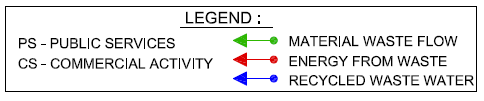 LEGEND :
PS - PUBLIC SERVICES
CS - COMMERCIAL ACTIVITY
MATERIAL WASTE FLOW
ENERGY FROM WASTE
RECYCLED WASTE WATER